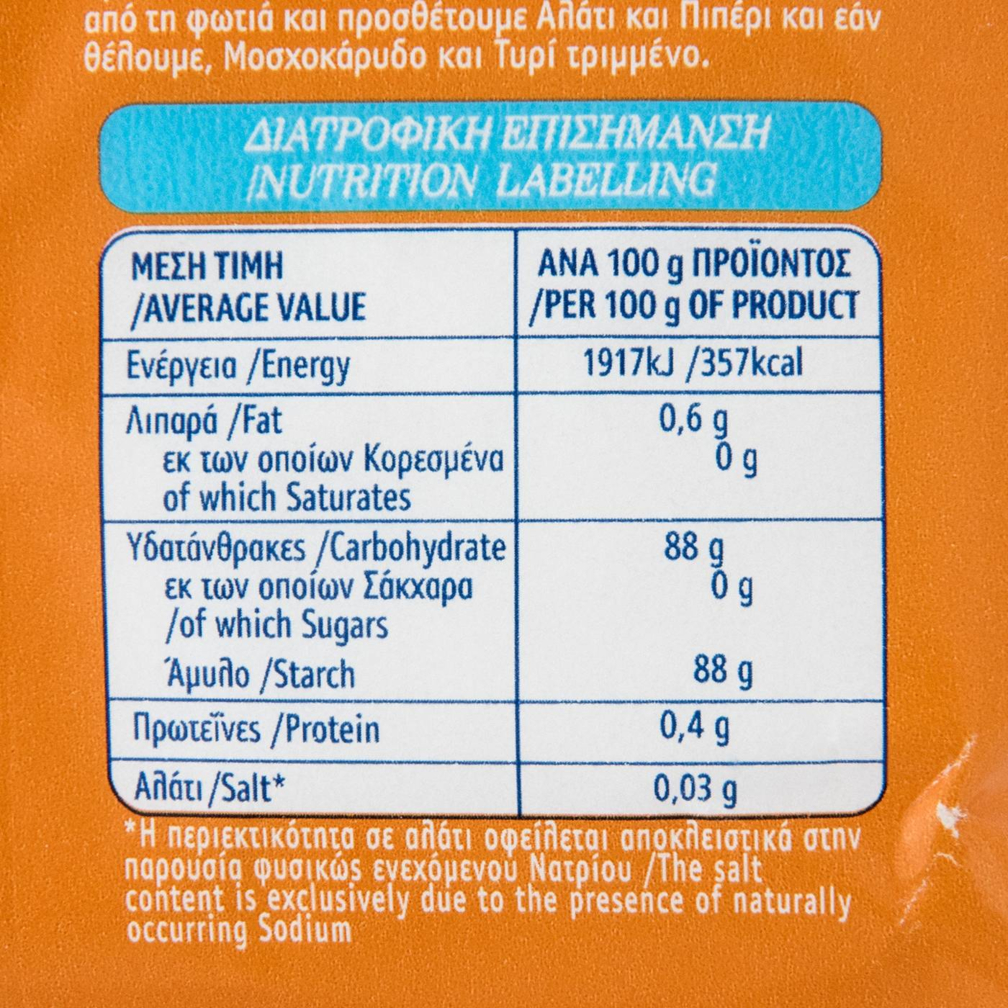 από τη φωτιά και προσθέτουμε Αλάτι και Πιπέρι και εάν
θέλουμε, Μοσχοκάρυδο και Τυρί τριμμένο.
ΔΙΑΤΡΟΦΙΚΗ ΕΠΙΣΗΜΑΝΣΗ
/NUTRITION LABELLING
ΜΕΣΗ ΤΙΜΗ
/AVERAGE VALUE
ΑΝΑ 100 g ΠΡΟΪΟΝΤΟΣ
/PER 100 g OF PRODUCT
Ενέργεια /Energy 1917kJ /357kcal
Λιπαρά /Fat 0,6 g
εκ των οποίων Κορεσμένα 0 g
of which Saturates
Υδατάνθρακες /Carbohydrate 88 g
εκ των οποίων Σάκχαρα 0 g
/of which Sugars
Άμυλο /Starch 88 g
Πρωτεΐνες /Protein 0,4 g
Αλάτι /Salt* 0,03 g
*Η περιεκτικότητα σε αλάτι οφείλεται αποκλειστικά στην
παρουσία φυσικώς ενεχόμενου Νατρίου /The salt
content is exclusively due to the presence of naturally
occurring Sodium